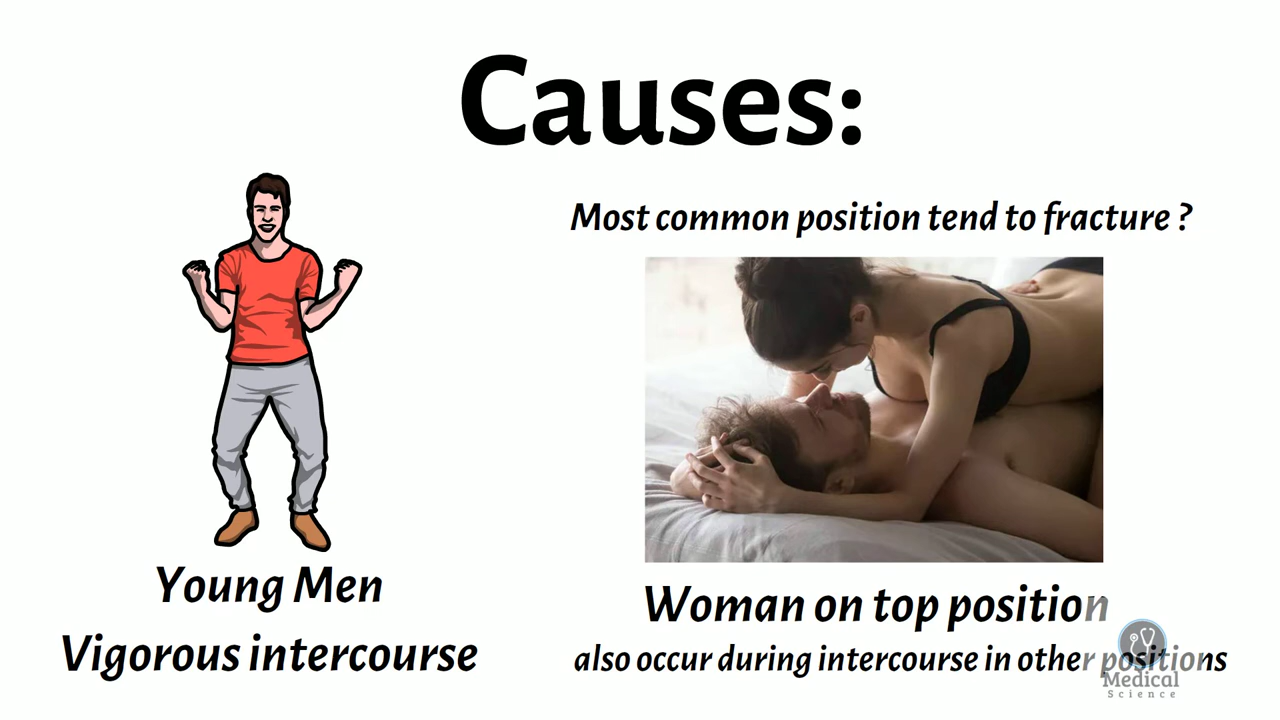 Causes:
Most common position tend to fracture ?
Young Men
Vigorous intercourse
Woman on top position
also occur during intercourse in other positions
Medical
Science